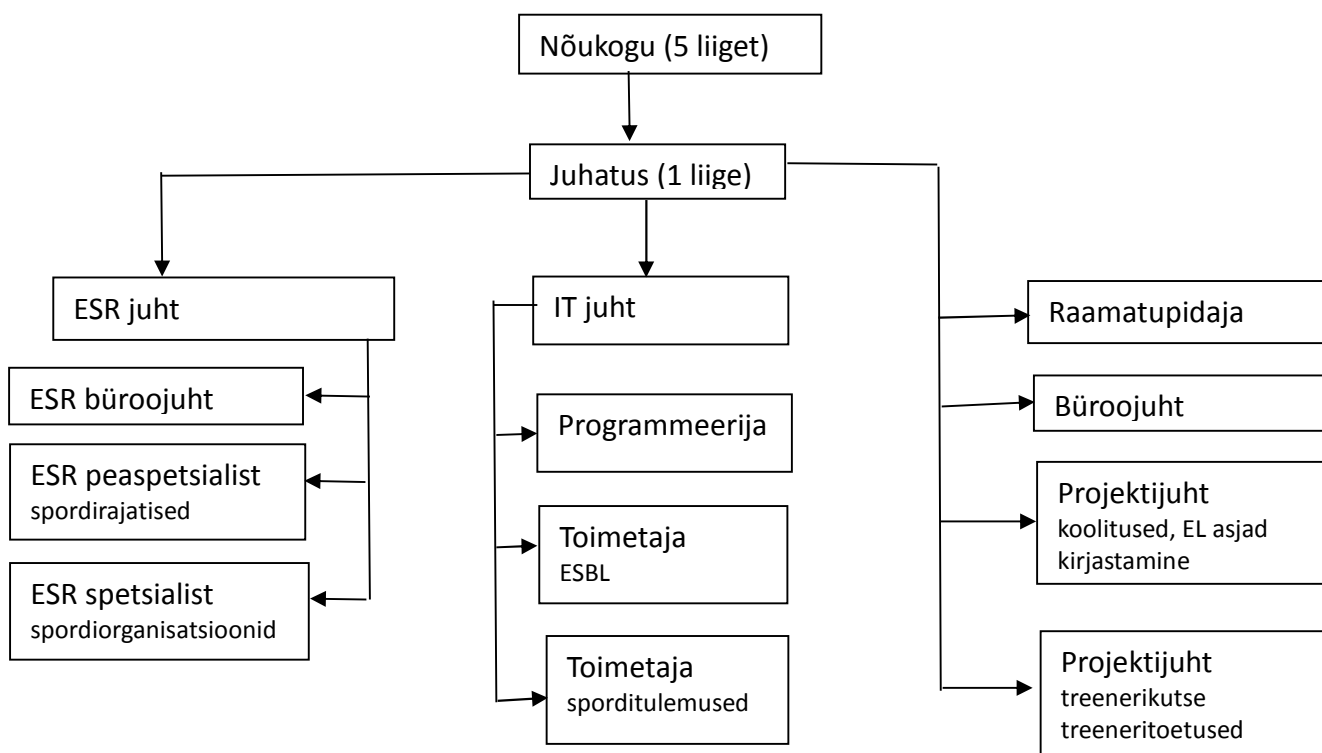 Nõukogu (5 liiget)
Juhatus (1 liige)
ESR juht
ESR büroojuht
ESR peaspetsialist
spordirajatised
ESR spetsialist
spordiorganisatsioonid
IT juht
Programmeerija
Toimetaja
ESBL
Toimetaja
sporditulemused
Raamatupidaja
Büroojuht
Projektijuht
koolitused, EL asjad
kirjastamine
Projektijuht
treenerikutse
treeneritoetused